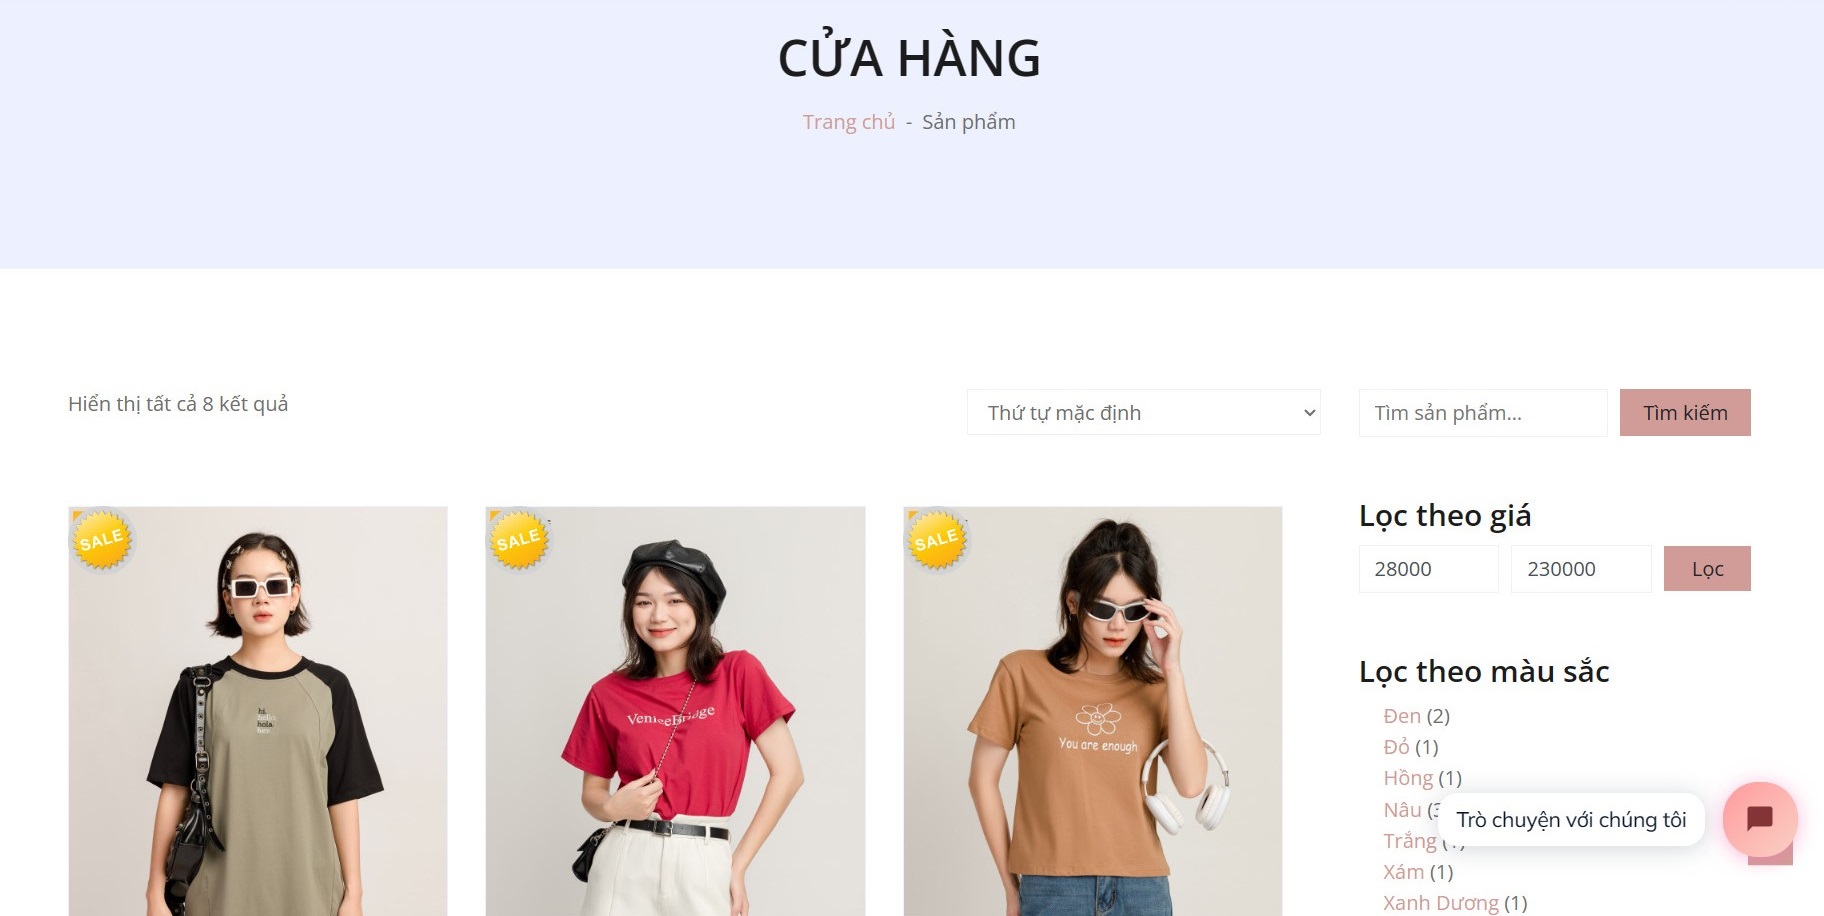 CỬA HÀNG
Trang chủ - Sản phẩm
Hiển thị tất cả 8 kết quả
Thứ tự mặc định
Tìm sản phẩm...
Tìm kiếm
SALE
SALE
SALE
hi.
hello.
hola.
hey.
VeniseBridge
You are enough
Lọc theo giá
28000
230000
Lọc
Lọc theo màu sắc
Đen (2)
Đỏ (1)
Hồng (1)
Nâu
Trắng
Xám (1)
Xanh Dương (1)
Trò chuyện với chúng tôi